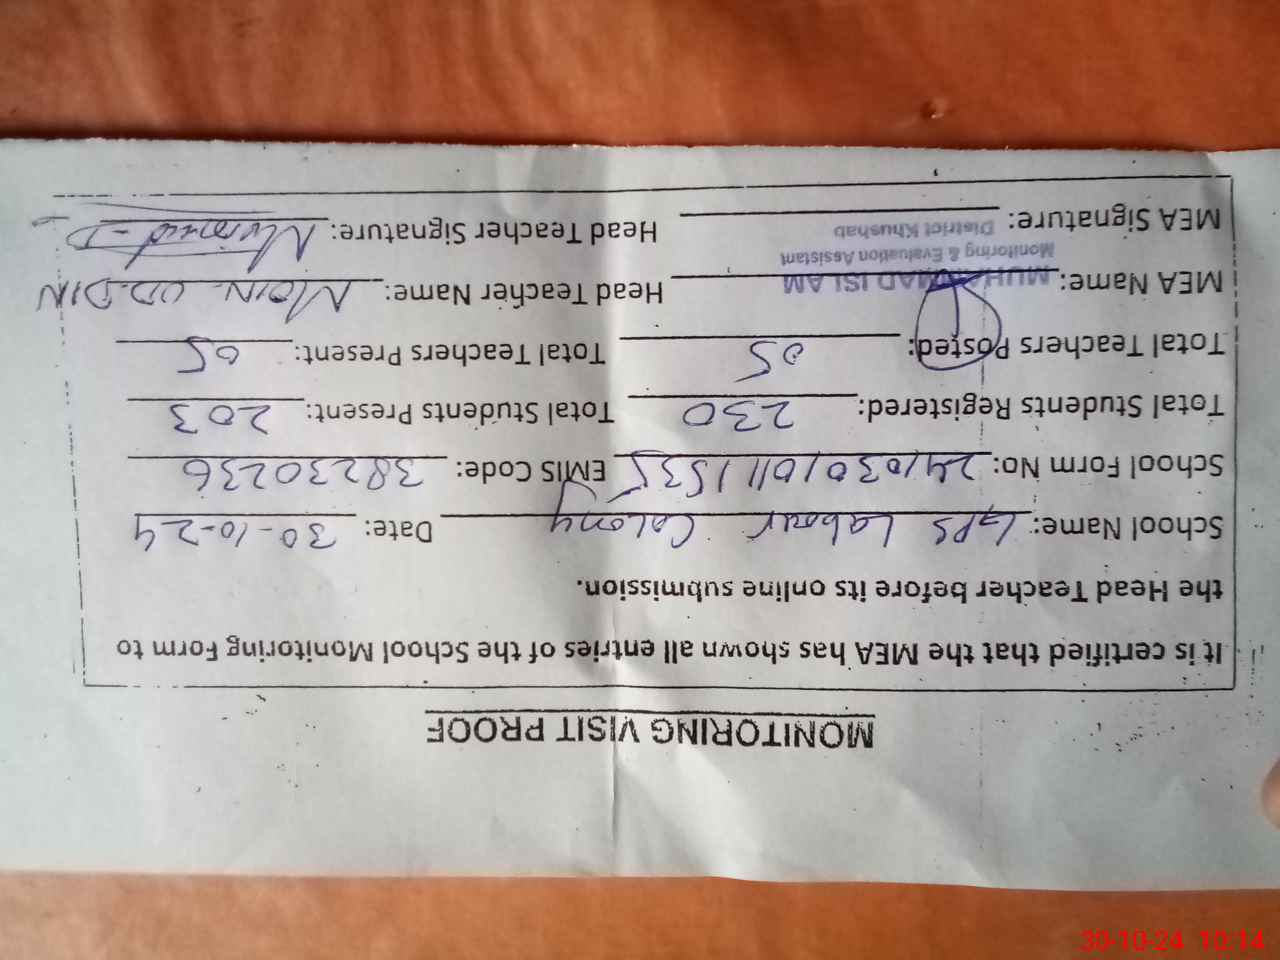 MONITORING VISIT PROOF
It is certified that the MEA has shown all entries of the School Monitoring Form to
the Head Teacher before its online submission.
School Name: GPS Labour Colony Date: 30-10-24
School Form No: 24103010111535 EMIS Code: 38230236
Total Students Registered: 230 Total Students Present: 203
Total Teachers Posted: 05 Total Teachers Present: 05
MEA Name: MUHAMMAD ISLAM Head Teacher Name: MOIN-UD-DIN
Monitoring & Evaluation Assistant
District Khushab
MEA Signature: Head Teacher Signature:
30-10-24 10:14